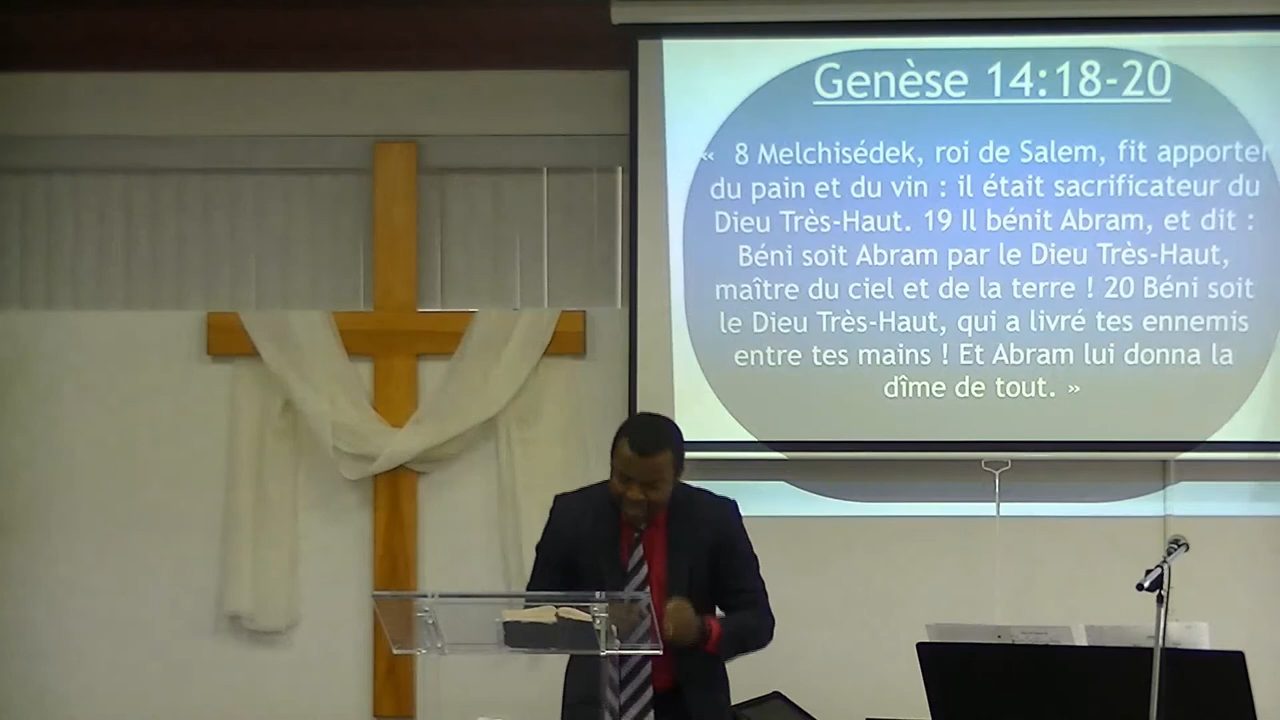 Genèse 14:18-20
« 8 Melchisédek, roi de Salem, fit apporter
du pain et du vin : il était sacrificateur du
Dieu Très-Haut. 19 Il bénit Abram, et dit :
Béni soit Abram par le Dieu Très-Haut,
maître du ciel et de la terre ! 20 Béni soit
le Dieu Très-Haut, qui a livré tes ennemis
entre tes mains ! Et Abram lui donna la
dîme de tout. »